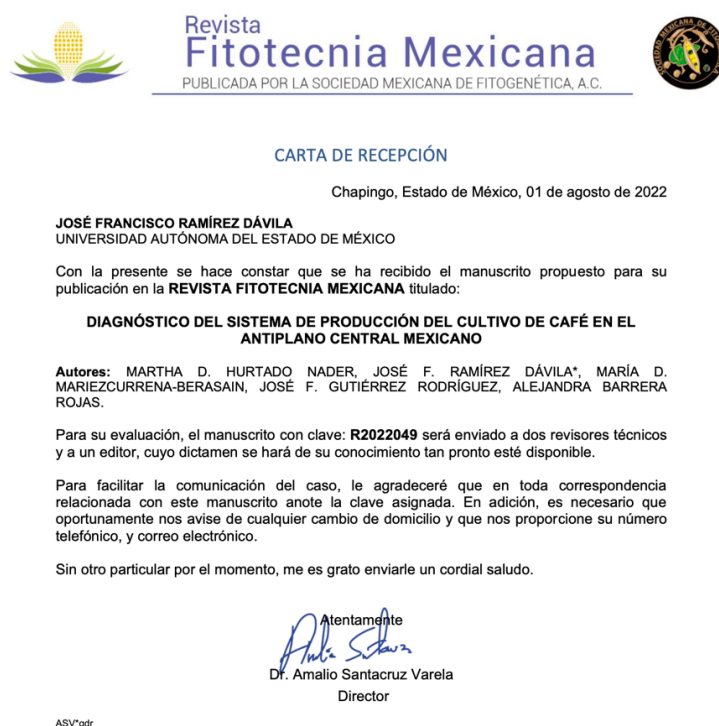 Revista
Fitotecnia Mexicana
PUBLICADA POR LA SOCIEDAD MEXICANA DE FITOGENÉTICA, A.C.
SOCIEDAD MEXICANA DE
CARTA DE RECEPCIÓN
Chapingo, Estado de México, 01 de agosto de 2022
JOSÉ FRANCISCO RAMÍREZ DÁVILA
UNIVERSIDAD AUTÓNOMA DEL ESTADO DE MÉXICO
Con la presente se hace constar que se ha recibido el manuscrito propuesto para su
publicación en la REVISTA FITOTECNIA MEXICANA titulado:
DIAGNÓSTICO DEL SISTEMA DE PRODUCCIÓN DEL CULTIVO DE CAFÉ EN EL
ANTIPLANO CENTRAL MEXICANO
Autores: MARTHA D. HURTADO NADER, JOSÉ F. RAMÍREZ DÁVILA*, MARÍA D.
MARIEZCURRENA-BERASAIN, JOSÉ F. GUTIÉRREZ RODRÍGUEZ, ALEJANDRA BARRERA
ROJAS.
Para su evaluación, el manuscrito con clave: R2022049 será enviado a dos revisores técnicos
y a un editor, cuyo dictamen se hará de su conocimiento tan pronto esté disponible.
Para facilitar la comunicación del caso, le agradeceré que en toda correspondencia
relacionada con este manuscrito anote la clave asignada. En adición, es necesario que
oportunamente nos avise de cualquier cambio de domicilio y que nos proporcione su número
telefónico, y correo electrónico.
Sin otro particular por el momento, me es grato enviarle un cordial saludo.
Atentamente
Dr. Amalio Santacruz Varela
Director
ASV*gdr